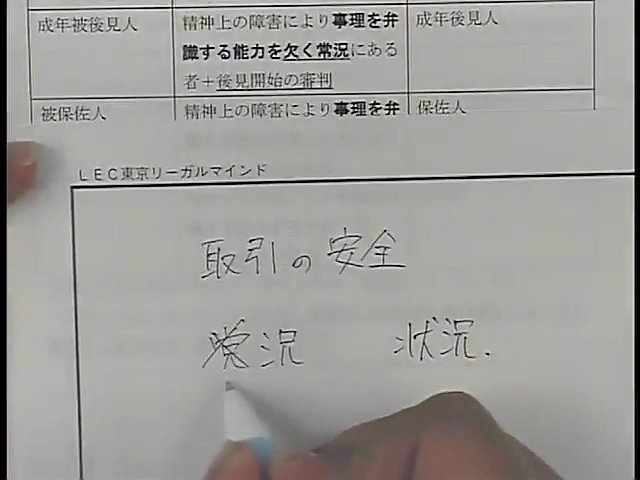 成年被後見人 精神上の障害により事理を弁識する能力を欠く常況にある者+後見開始の審判 成年後見人
被保佐人 精神上の障害により事理を弁 保佐人
LEC東京リーガルマインド
取引の安全
況 状況.